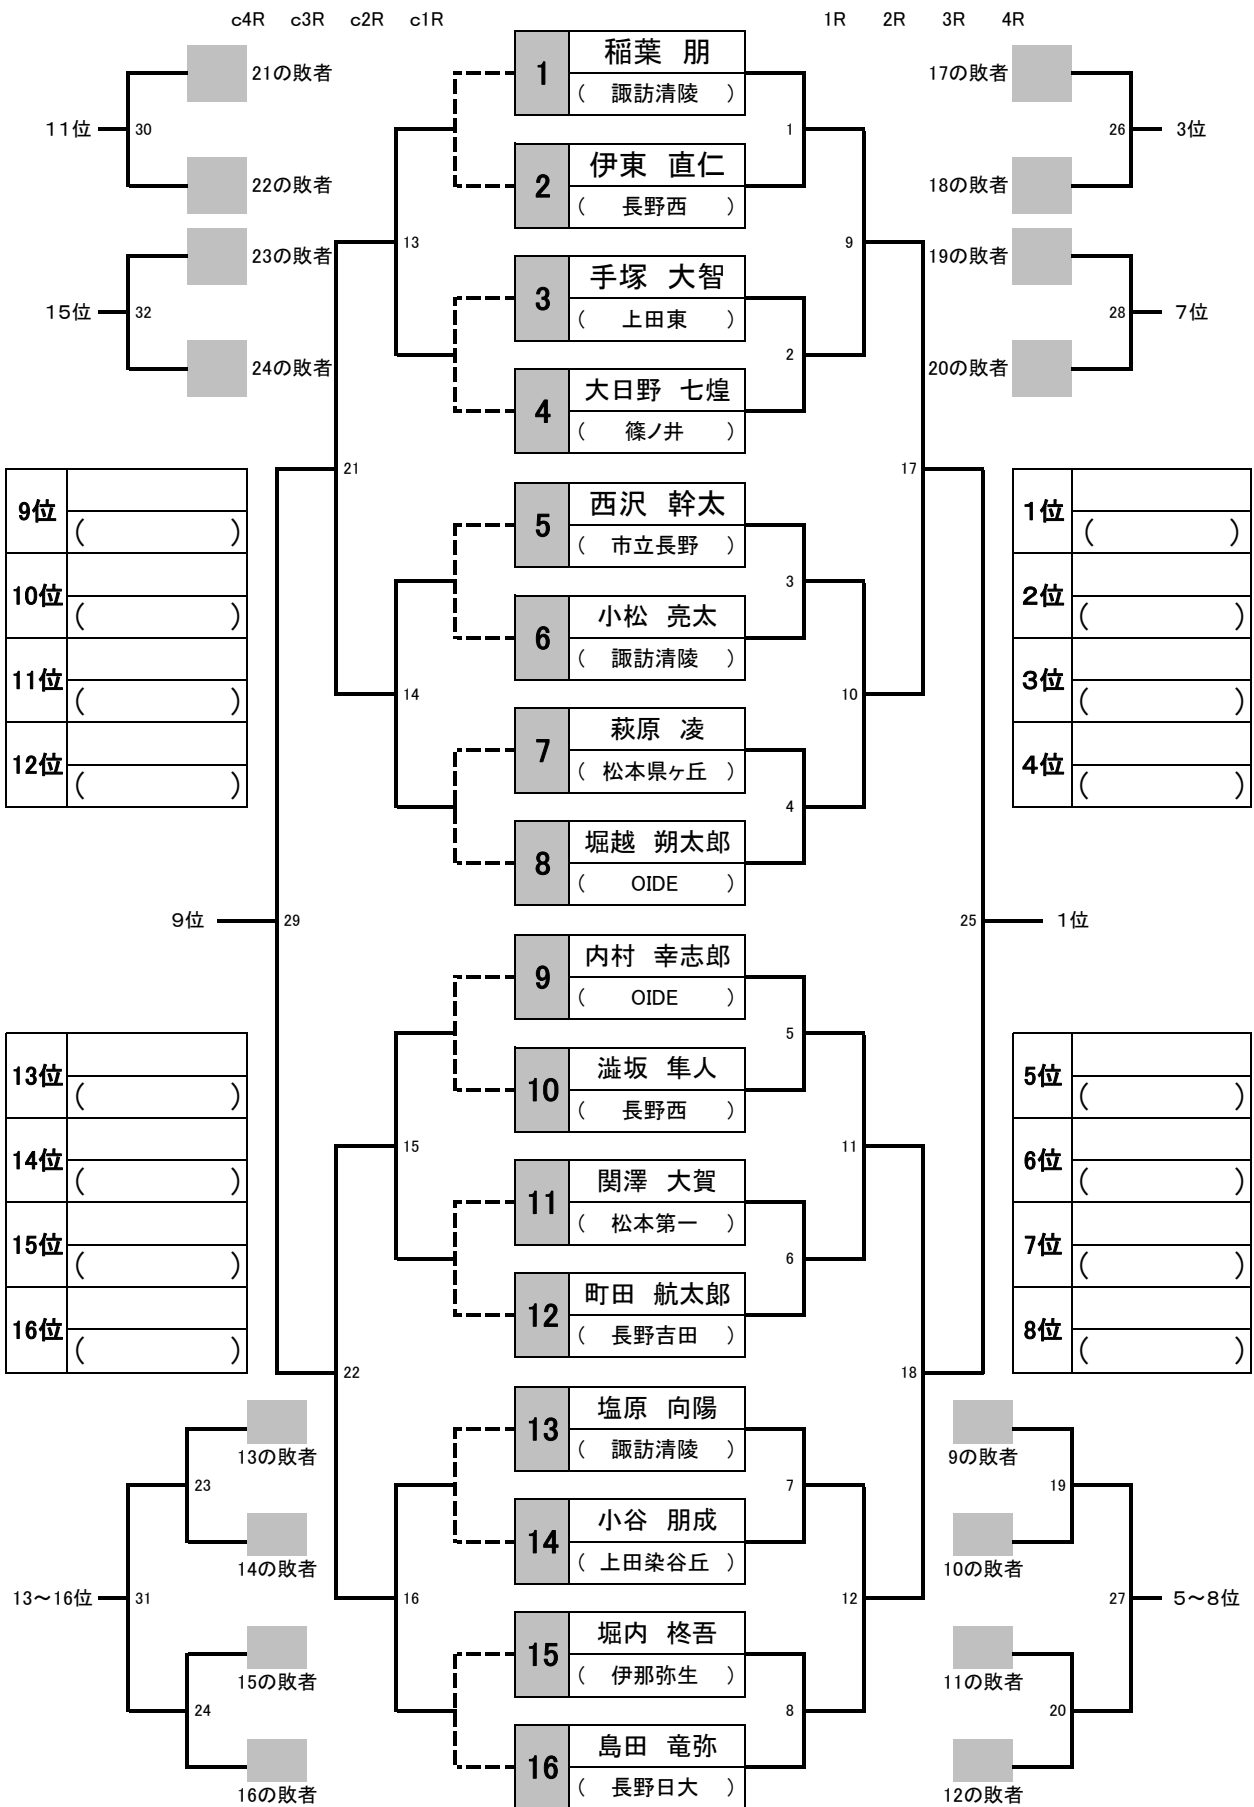 c4R c3R c2R c1R 1R 2R 3R 4R
1 稲葉 朋
( 諏訪清陵 )
2 伊東 直仁
( 長野西 )
3 手塚 大智
( 上田東 )
4 大日野 七煌
( 篠ノ井 )
5 西沢 幹太
( 市立長野 )
6 小松 亮太
( 諏訪清陵 )
7 萩原 凌
( 松本県ヶ丘 )
8 堀越 朔太郎
( OIDE )
9 内村 幸志郎
( OIDE )
10 澁坂 隼人
( 長野西 )
11 関澤 大賀
( 松本第一 )
12 町田 航太郎
( 長野吉田 )
13 塩原 向陽
( 諏訪清陵 )
14 小谷 朋成
( 上田染谷丘 )
15 堀内 柊吾
( 伊那弥生 )
16 島田 竜弥
( 長野日大 )
21の敗者
11位 30
22の敗者
23の敗者
15位 32
24の敗者
13
21
14
9位
( )
10位
( )
11位
( )
12位
( )
9位 29
13位
( )
14位
( )
15位
( )
16位
( )
15
22
16
13の敗者
23
14の敗者
13～16位 31
15の敗者
24
16の敗者
17の敗者
26 3位
18の敗者
19の敗者
28 7位
20の敗者
1
9
2
17
3
10
4
1位
( )
2位
( )
3位
( )
4位
( )
25 1位
5位
( )
6位
( )
7位
( )
8位
( )
5
11
6
18
7
12
8
9の敗者
19
10の敗者
27 5～8位
11の敗者
20
12の敗者